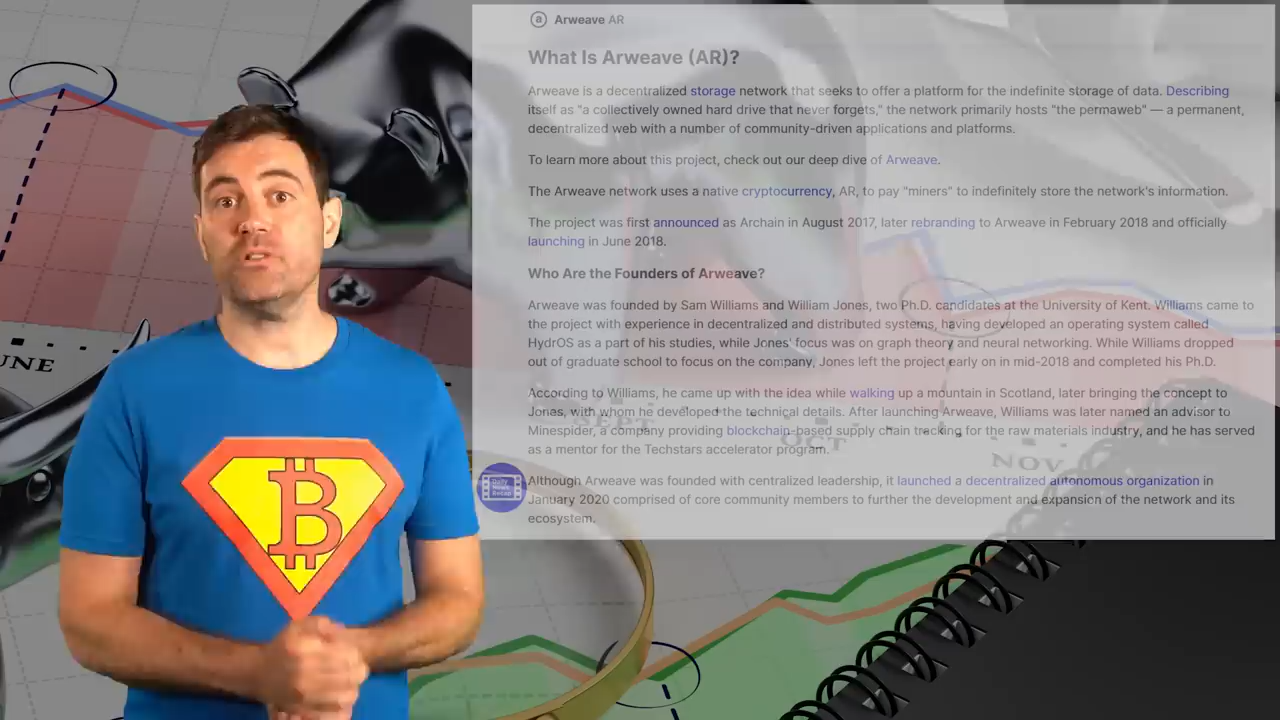 Arweave AR
What Is Arweave (AR)?
Arweave is a decentralized storage network that seeks to offer a platform for the indefinite storage of data. Describing
itself as "a collectively owned hard drive that never forgets," the network primarily hosts "the permaweb" — a permanent,
decentralized web with a number of community-driven applications and platforms.
To learn more about this project, check out our deep dive of Arweave.
The Arweave network uses a native cryptocurrency, AR, to pay "miners" to indefinitely store the network's information.
The project was first announced as Archain in August 2017, later rebranding to Arweave in February 2018 and officially
launching in June 2018.
Who Are the Founders of Arweave?
Arweave was founded by Sam Williams and William Jones, two Ph.D. candidates at the University of Kent. Williams came to
the project with experience in decentralized and distributed systems, having developed an operating system called
HydrOS as a part of his studies, while Jones' focus was on graph theory and neural networking. While Williams dropped
out of graduate school to focus on the company, Jones left the project early on in mid-2018 and completed his Ph.D.
According to Williams, he came up with the idea while walking up a mountain in Scotland, later bringing the concept to
Jones, with whom he developed the technical details. After launching Arweave, Williams was later named an advisor to
Minespider, a company providing blockchain-based supply chain tracking for the raw materials industry, and he has served
as a mentor for the Techstars accelerator program.
Although Arweave was founded with centralized leadership, it launched a decentralized autonomous organization in
January 2020 comprised of core community members to further the development and expansion of the network and its
ecosystem.
Daily
News
Recap
UNE
SEPT
OCT
NOV
B